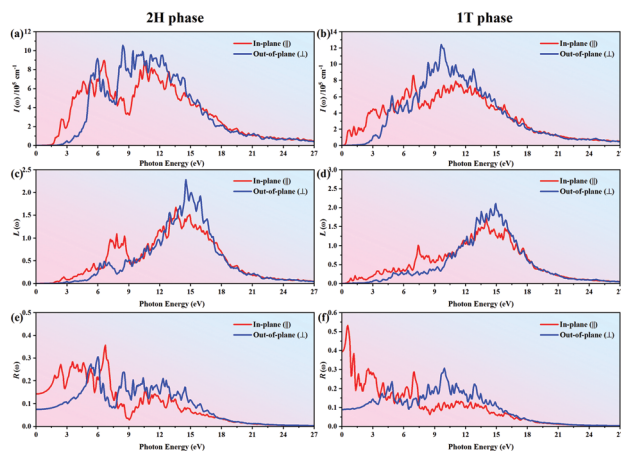 2H phase
1T phase
(a)
In-plane (||)
Out-of-plane (⊥)
I (ω) /10⁶ cm⁻¹
12
10
8
6
4
2
0
0 3 6 9 12 15 18 21 24 27
Photon Energy (eV)
(b)
In-plane (||)
Out-of-plane (⊥)
14
12
10
8
6
4
2
0
0 3 6 9 12 15 18 21 24 27
Photon Energy (eV)
(c)
In-plane (||)
Out-of-plane (⊥)
L (ω)
2.5
2.0
1.5
1.0
0.5
0.0
0 3 6 9 12 15 18 21 24 27
Photon Energy (eV)
(d)
In-plane (||)
Out-of-plane (⊥)
L (ω)
3.0
2.5
2.0
1.5
1.0
0.5
0.0
0 3 6 9 12 15 18 21 24 27
Photon Energy (eV)
(e)
In-plane (||)
Out-of-plane (⊥)
R (ω)
0.5
0.4
0.3
0.2
0.1
0.0
0 3 6 9 12 15 18 21 24 27
Photon Energy (eV)
(f)
In-plane (||)
Out-of-plane (⊥)
R (ω)
0.6
0.5
0.4
0.3
0.2
0.1
0.0
0 3 6 9 12 15 18 21 24 27
Photon Energy (eV)